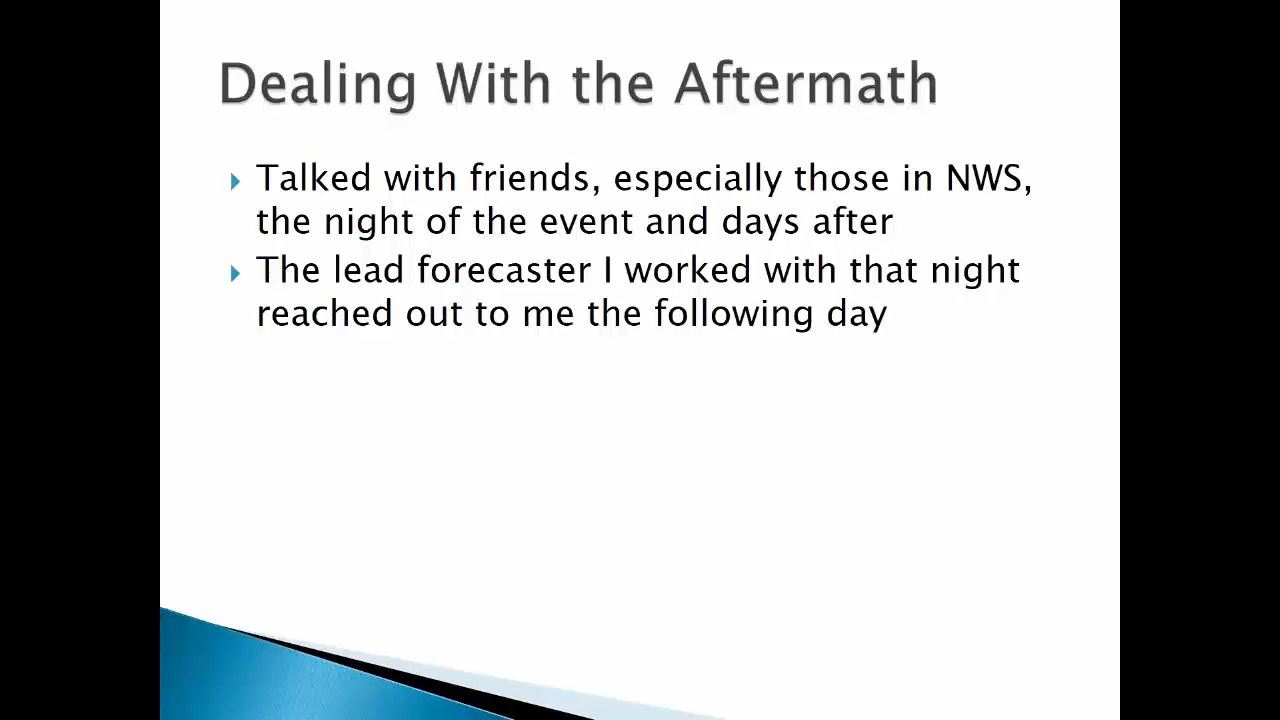 Dealing With the Aftermath
Talked with friends, especially those in NWS,
the night of the event and days after
The lead forecaster I worked with that night
reached out to me the following day